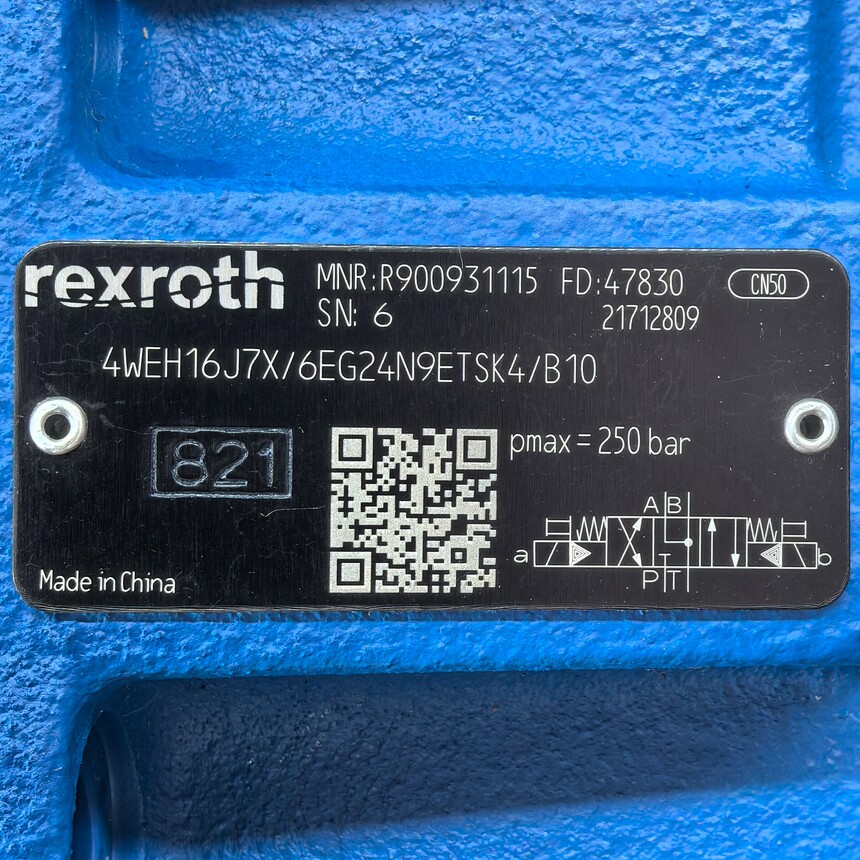 rexroth
MNR:R900931115 FD:47830 CN50
SN: 6 21712809
4WEH16J7X/6EG24N9ETSK4/B10
821
pmax = 250 bar
A B
a b
P T
Made in China